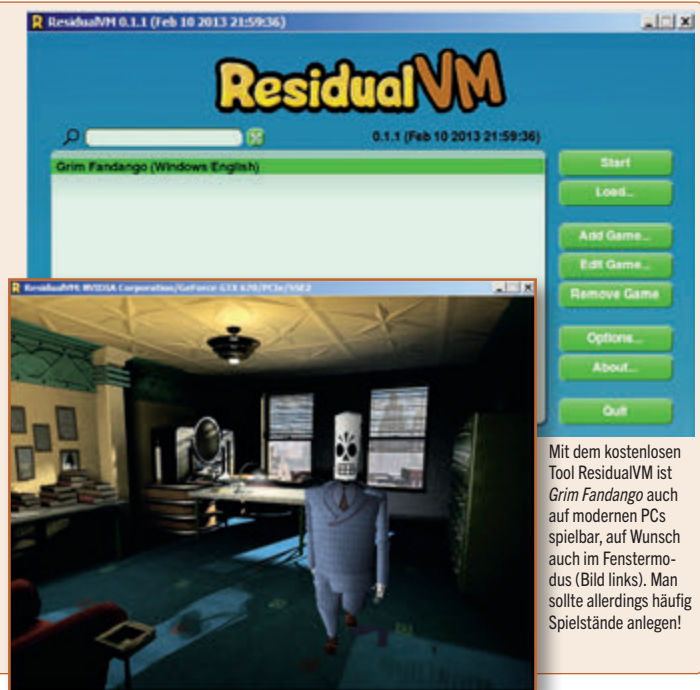 ResidualVM 0.1.1 (Feb 10 2013 21:59:36)
ResidualVM
0.1.1 (Feb 10 2013 21:59:36)
Grim Fandango (Windows English)
Start
Load...
Add Game...
Edit Game...
Remove Game
Options...
About...
Quit
ResidualVM: NVIDIA Corporation/GeForce GTX 670/PCIe/SSE2
Mit dem kostenlosen
Tool ResidualVM ist
Grim Fandango auch
auf modernen PCs
spielbar, auf Wunsch
auch im Fenstermo-
dus (Bild links). Man
sollte allerdings häufig
Spielstände anlegen!